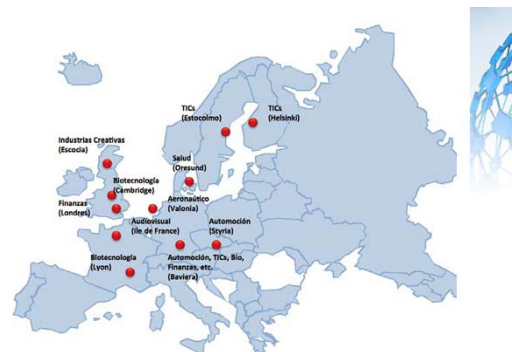 TICs
(Estocolmo)
TICs
(Helsinki)
Industrias Creativas
(Escocia)
Salud
(Oresund)
Biotecnología
(Cambridge)
Finanzas
(Londres)
Aeronaútico
(Valonia)
Audiovisual
(Ile de France)
Automoción
(Styria)
Biotecnología
(Lyon)
Automoción, TICs, Bio,
Finanzas, etc.
(Baviera)